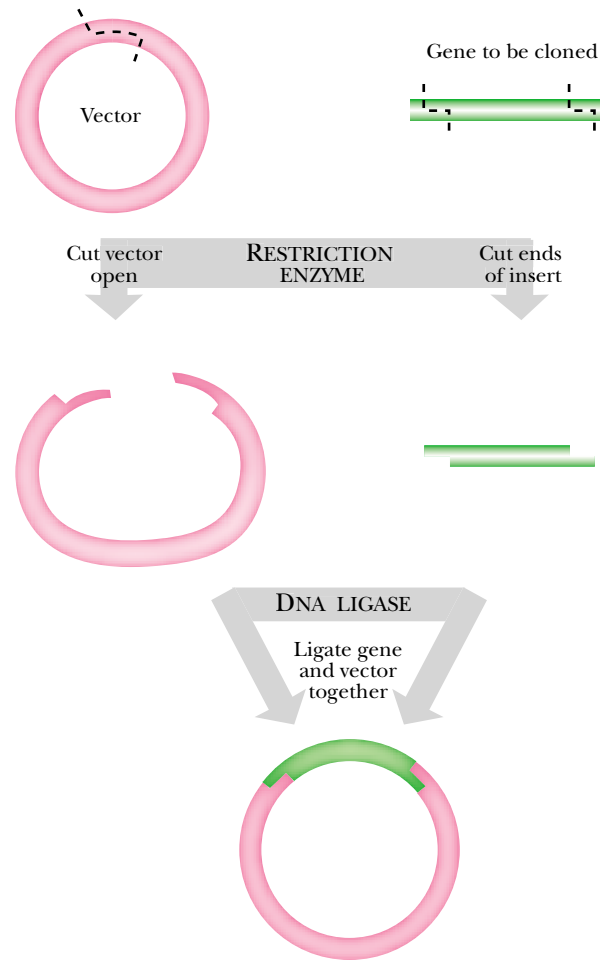 Vector
Gene to be cloned
Cut vector
open
RESTRICTION
ENZYME
Cut ends
of insert
DNA LIGASE
Ligate gene
and vector
together